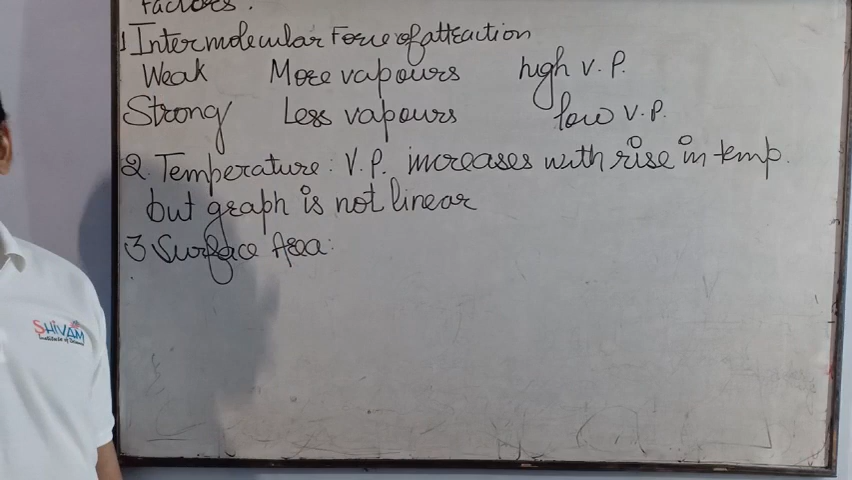 Factors.
1 Intermolecular Force of attraction
Weak More vapours high V.P.
Strong Less vapours low V.P.
2. Temperature: V.P. increases with rise in temp.
but graph is not linear
3 Surface Area:
SHIVAM
Institute of Science